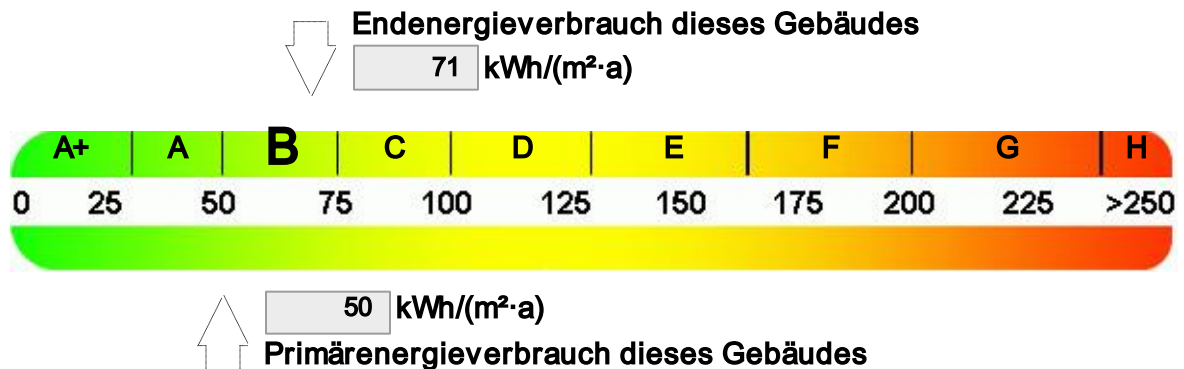 Endenergieverbrauch dieses Gebäudes
71 kWh/(m²·a)
A+ A B C D E F G H
0 25 50 75 100 125 150 175 200 225 >250
50 kWh/(m²·a)
Primärenergieverbrauch dieses Gebäudes